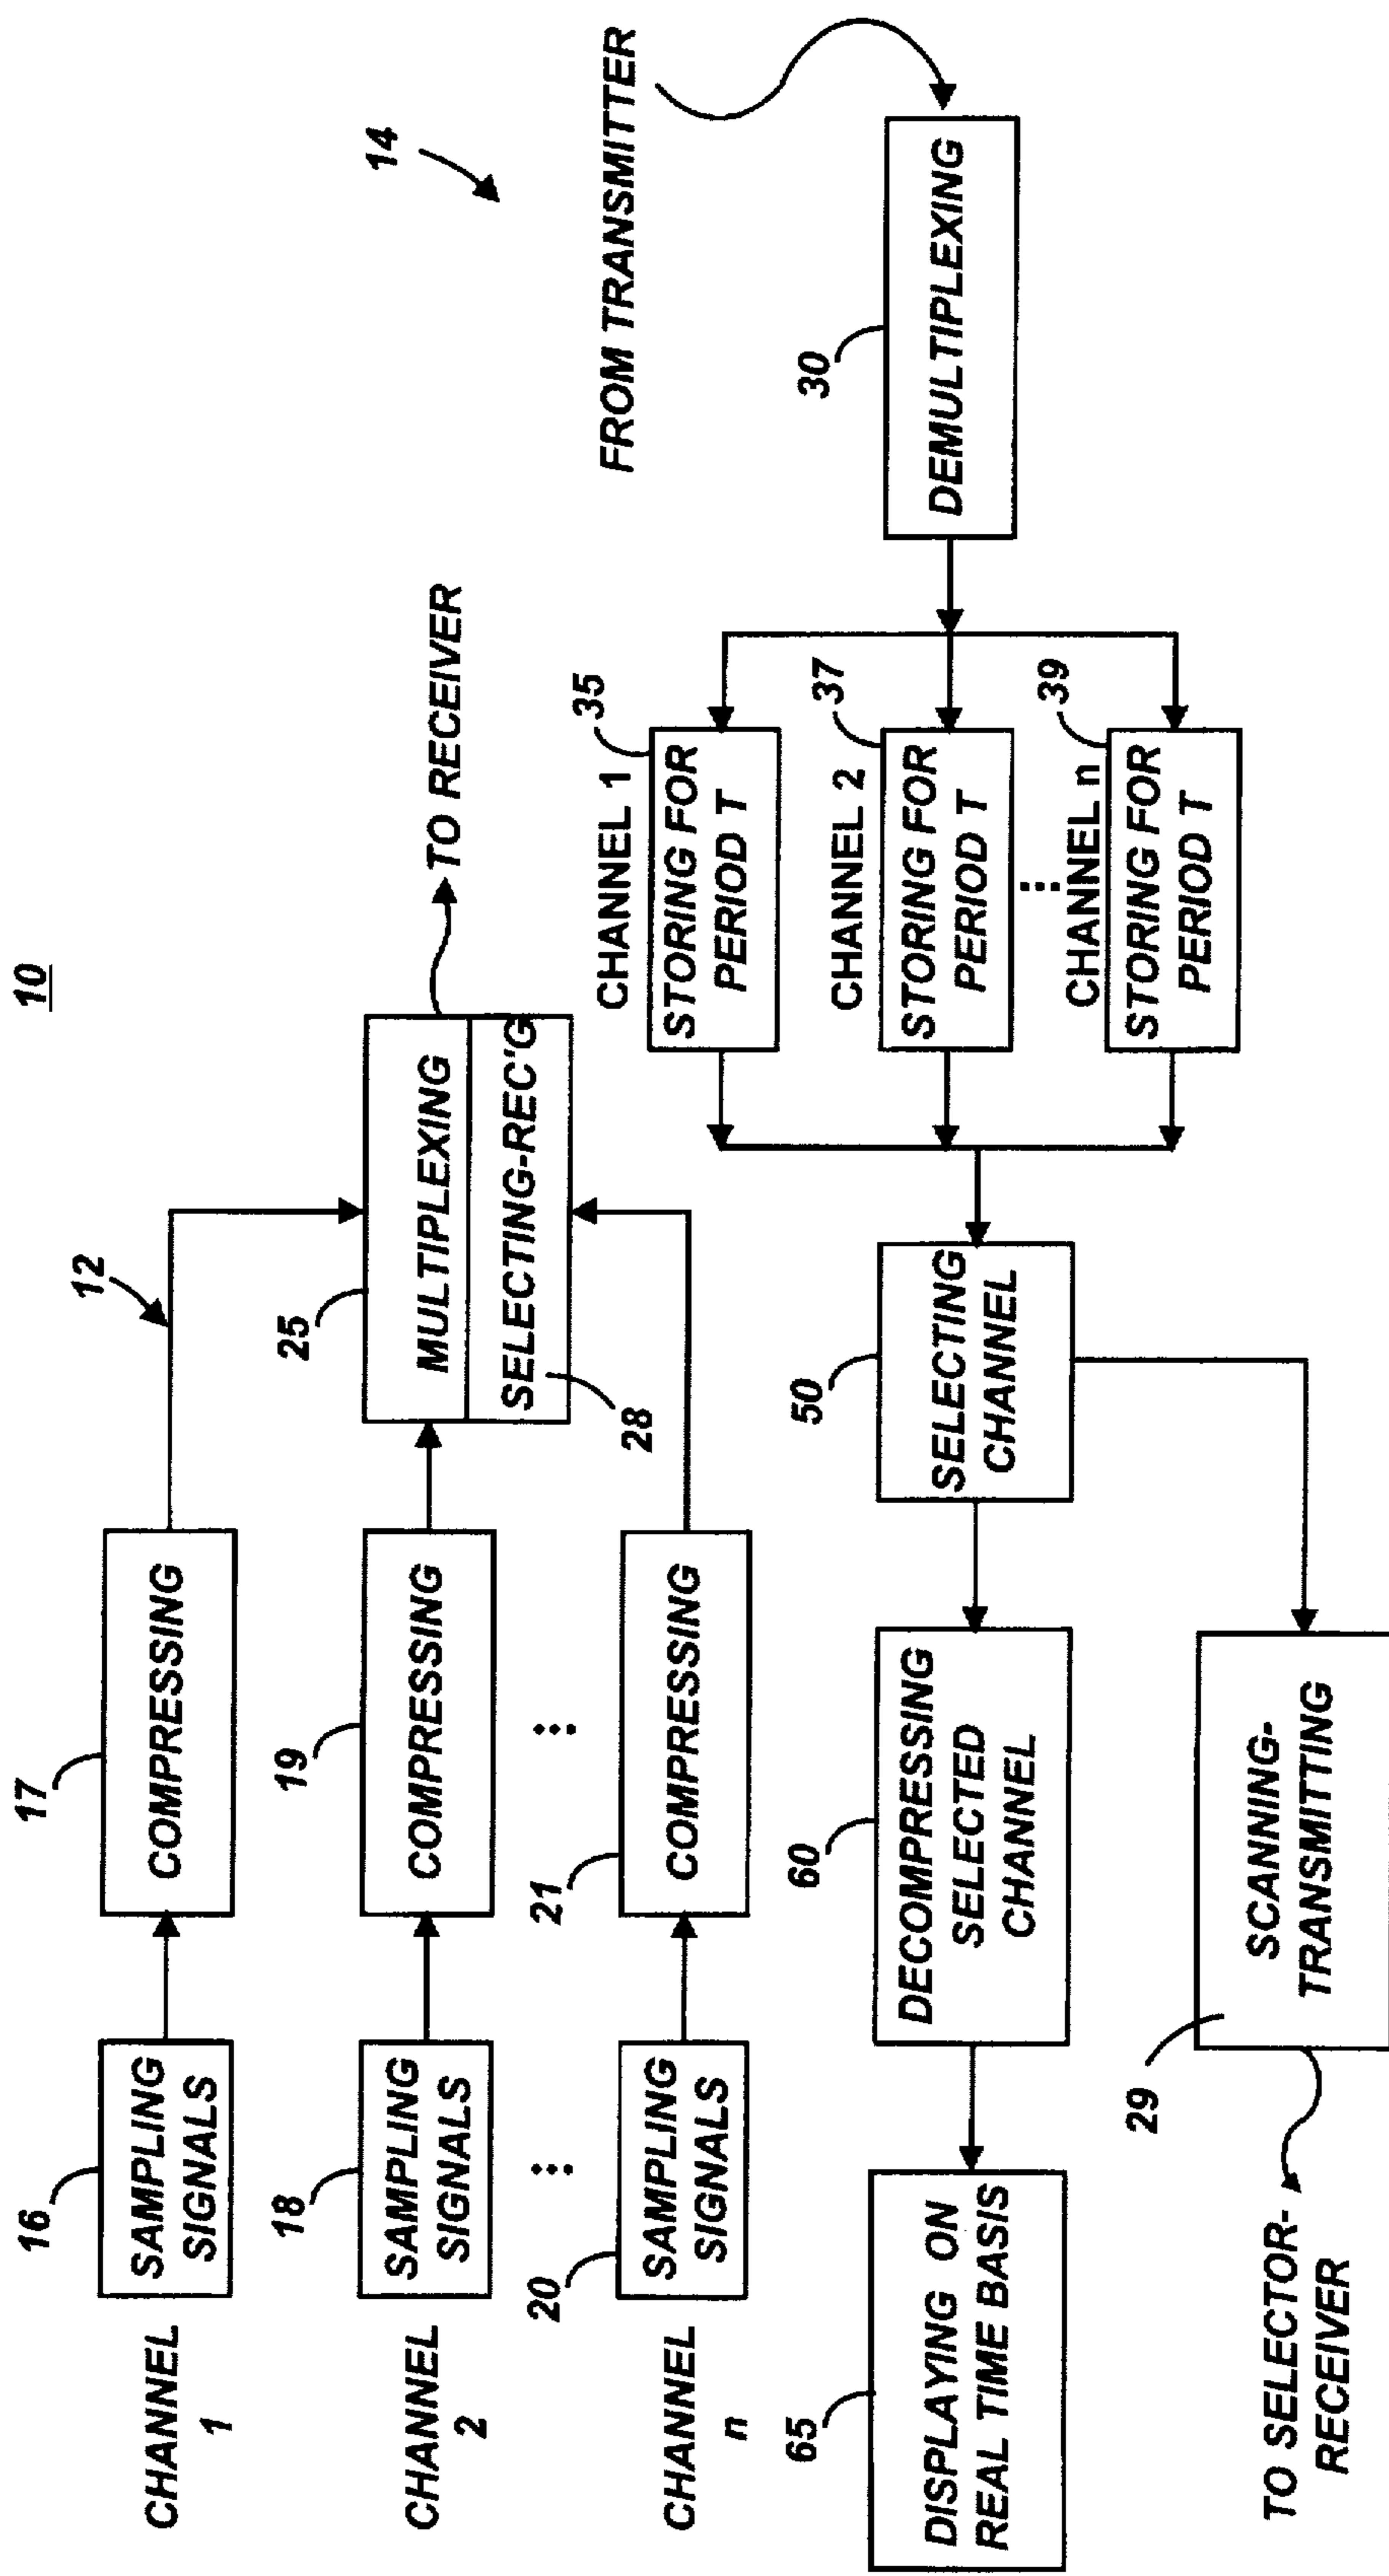 10
12
CHANNEL
1
16
SAMPLING
SIGNALS
17
COMPRESSING
CHANNEL
2
18
SAMPLING
SIGNALS
19
COMPRESSING
25
MULTIPLEXING
SELECTING-REC'G
28
TO RECEIVER
CHANNEL
n
20
SAMPLING
SIGNALS
21
COMPRESSING
14
FROM TRANSMITTER
30
DEMULTIPLEXING
CHANNEL 1
35
STORING FOR
PERIOD T
CHANNEL 2
37
STORING FOR
PERIOD T
CHANNEL n
39
STORING FOR
PERIOD T
50
SELECTING
CHANNEL
60
DECOMPRESSING
SELECTED
CHANNEL
65
DISPLAYING ON
REAL TIME BASIS
29
SCANNING-
TRANSMITTING
TO SELECTOR-
RECEIVER